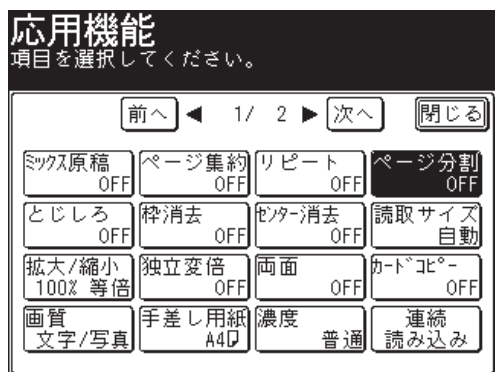 応用機能
項目を選択してください。
前へ ◀ 1/ 2 ▶ 次へ 閉じる
ミックス原稿 ページ集約 リピート ページ分割
OFF OFF OFF OFF
とじしろ 枠消去 センター消去 読取サイズ
OFF OFF OFF 自動
拡大/縮小 独立変倍 両面 カードコピー
100% 等倍 OFF OFF OFF
画質 手差し用紙 濃度 連続
文字/写真 A4 普通 読み込み